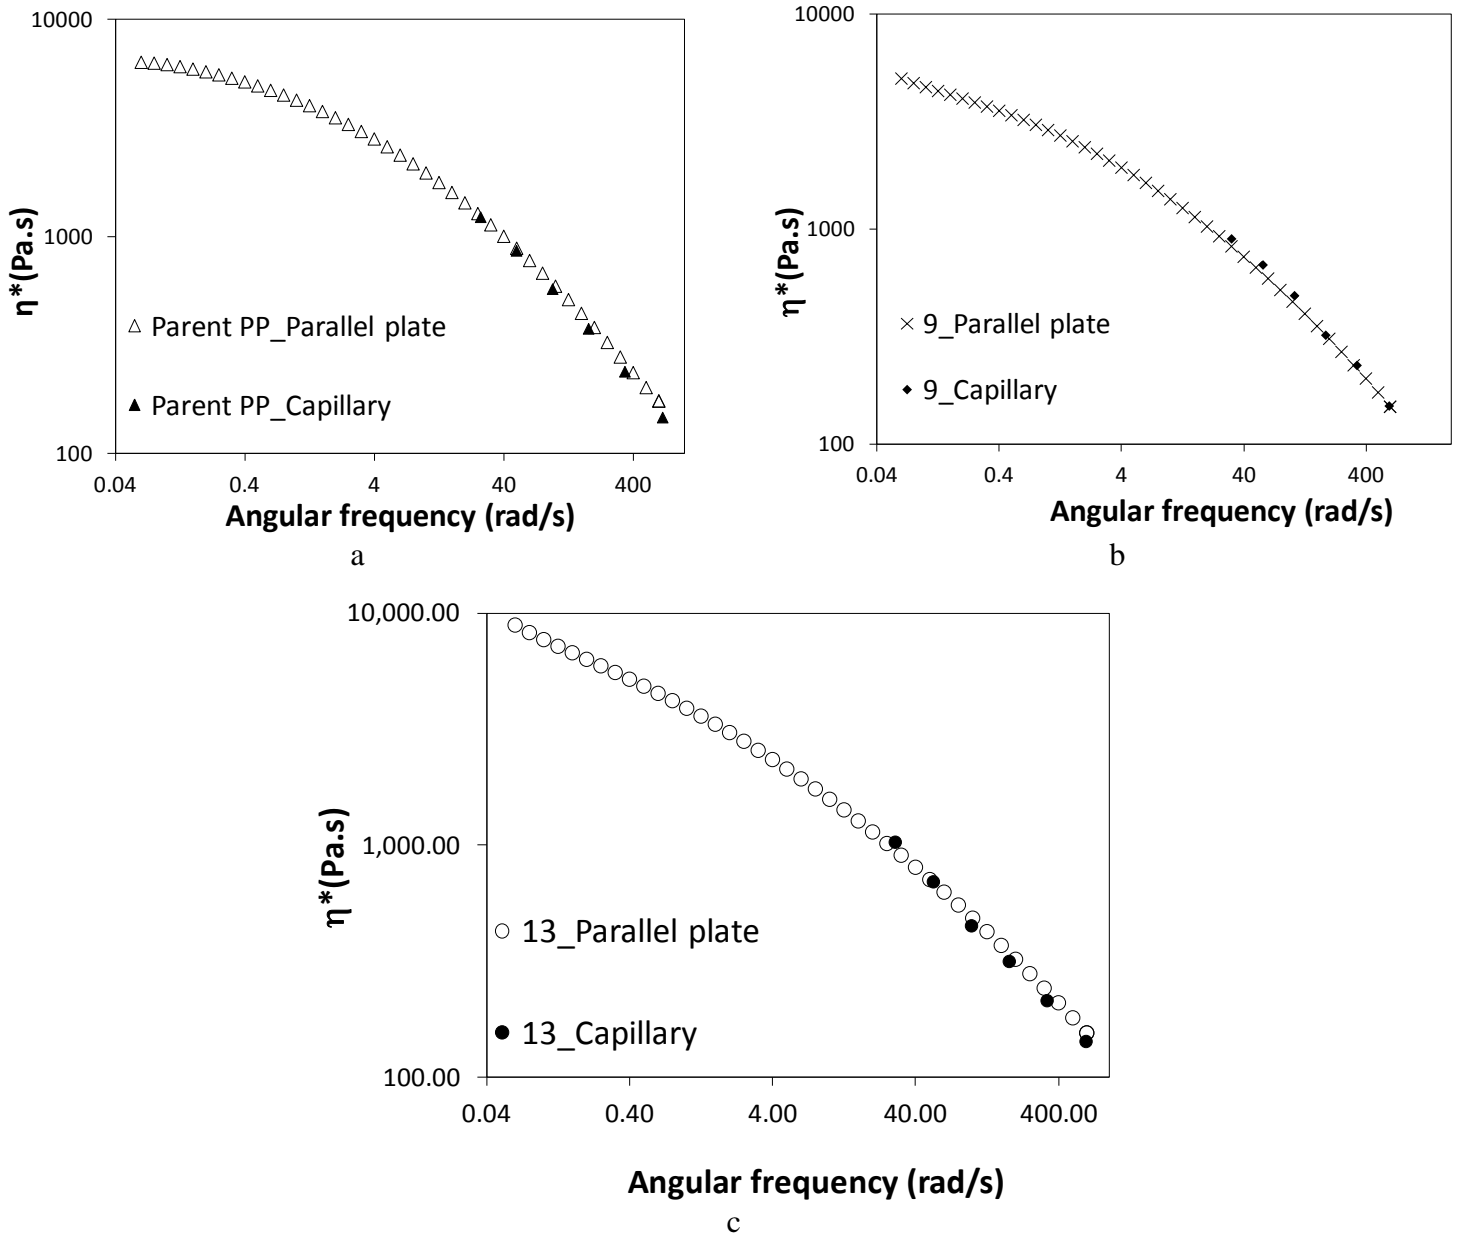 10000
1000
100
η*(Pa.s)
Parent PP_Parallel plate
Parent PP_Capillary
0.04 0.4 4 40 400
Angular frequency (rad/s)
a
10000
1000
100
η*(Pa.s)
9_Parallel plate
9_Capillary
0.04 0.4 4 40 400
Angular frequency (rad/s)
b
10,000.00
1,000.00
100.00
η*(Pa.s)
13_Parallel plate
13_Capillary
0.04 0.40 4.00 40.00 400.00
Angular frequency (rad/s)
c